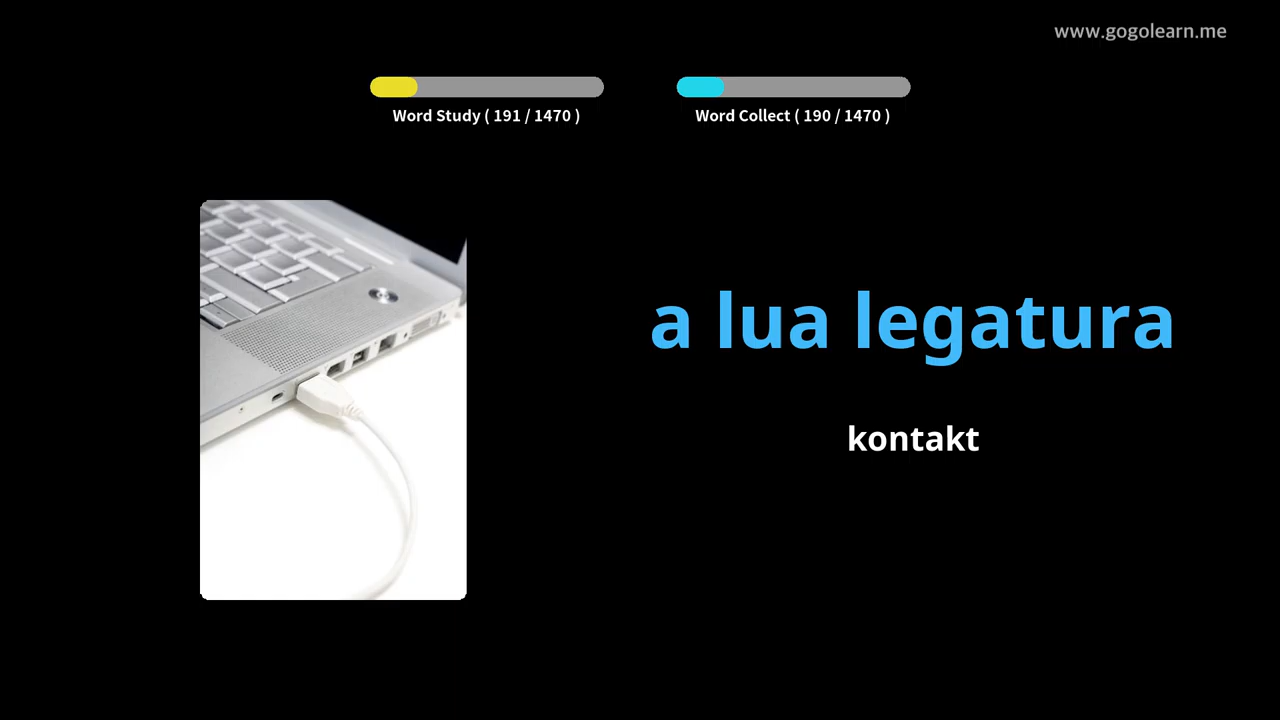 www.gogolearn.me
Word Study ( 191 / 1470 )
Word Collect ( 190 / 1470 )
a lua legatura
kontakt